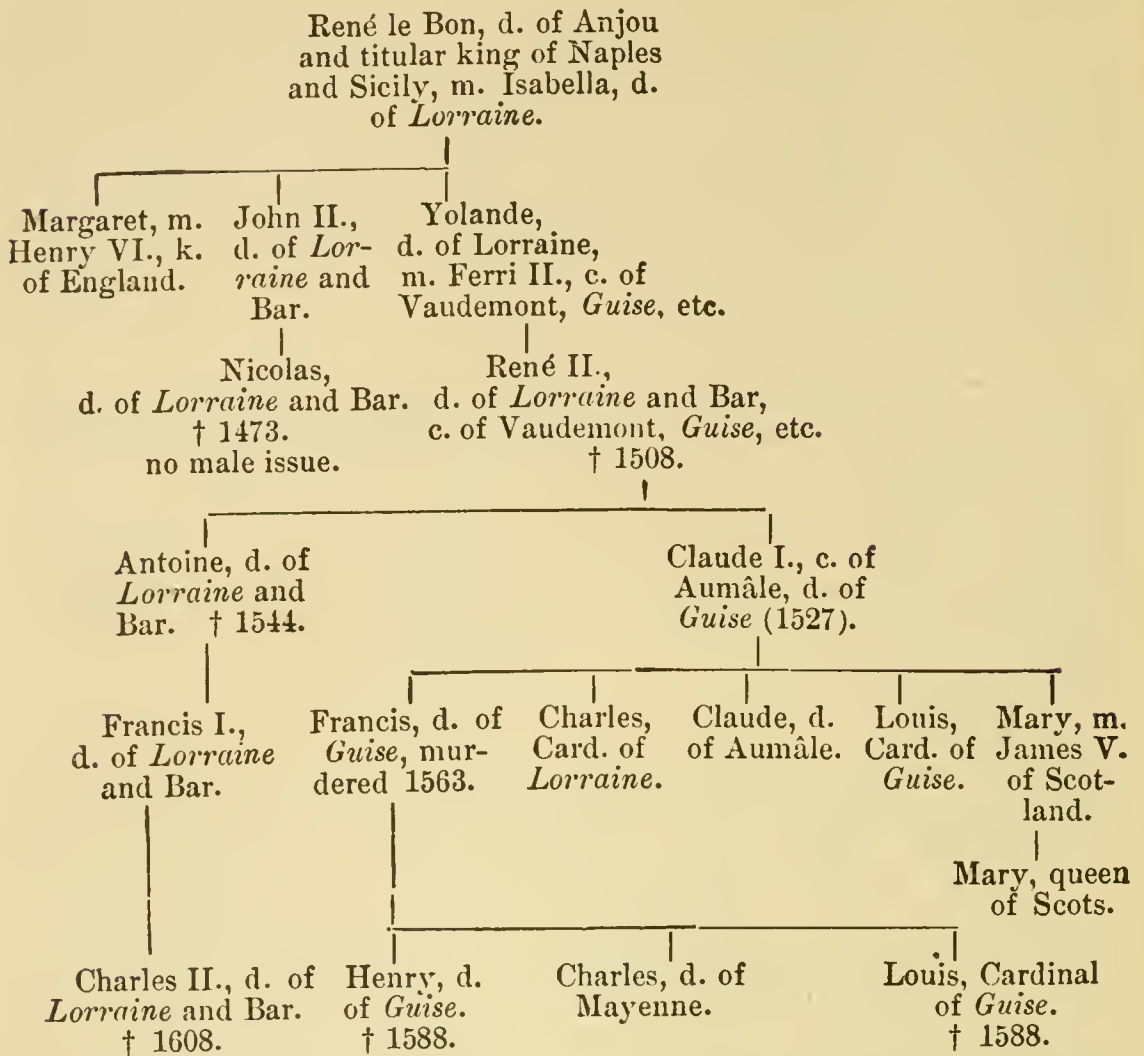 René le Bon, d. of Anjou
and titular king of Naples
and Sicily, m. Isabella, d.
of Lorraine.
Margaret, m.
Henry VI., k.
of England.
John II.,
d. of Lor-
raine and
Bar.
Yolande,
d. of Lorraine,
m. Ferri II., c. of
Vaudemont, Guise, etc.
Nicolas,
d. of Lorraine and Bar.
† 1473.
no male issue.
René II.,
d. of Lorraine and Bar,
c. of Vaudemont, Guise, etc.
† 1508.
Antoine, d. of
Lorraine and
Bar. † 1544.
Claude I., c. of
Aumâle, d. of
Guise (1527).
Francis I.,
d. of Lorraine
and Bar.
Francis, d. of
Guise, mur-
dered 1563.
Charles,
Card. of
Lorraine.
Claude, d.
of Aumâle.
Louis,
Card. of
Guise.
Mary, m.
James V.
of Scot-
land.
Mary, queen
of Scots.
Charles II., d. of
Lorraine and Bar.
† 1608.
Henry, d.
of Guise.
† 1588.
Charles, d. of
Mayenne.
Louis, Cardinal
of Guise.
† 1588.